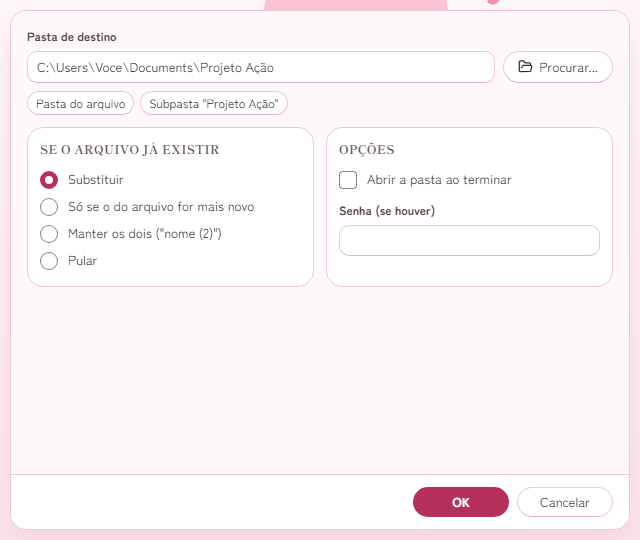 Pasta de destino
C:\Users\Voce\Documents\Projeto Ação
Procurar...
Pasta do arquivo
Subpasta "Projeto Ação"
SE O ARQUIVO JÁ EXISTIR
Substituir
Só se o do arquivo for mais novo
Manter os dois ("nome (2)")
Pular
OPÇÕES
Abrir a pasta ao terminar
Senha (se houver)
OK
Cancelar